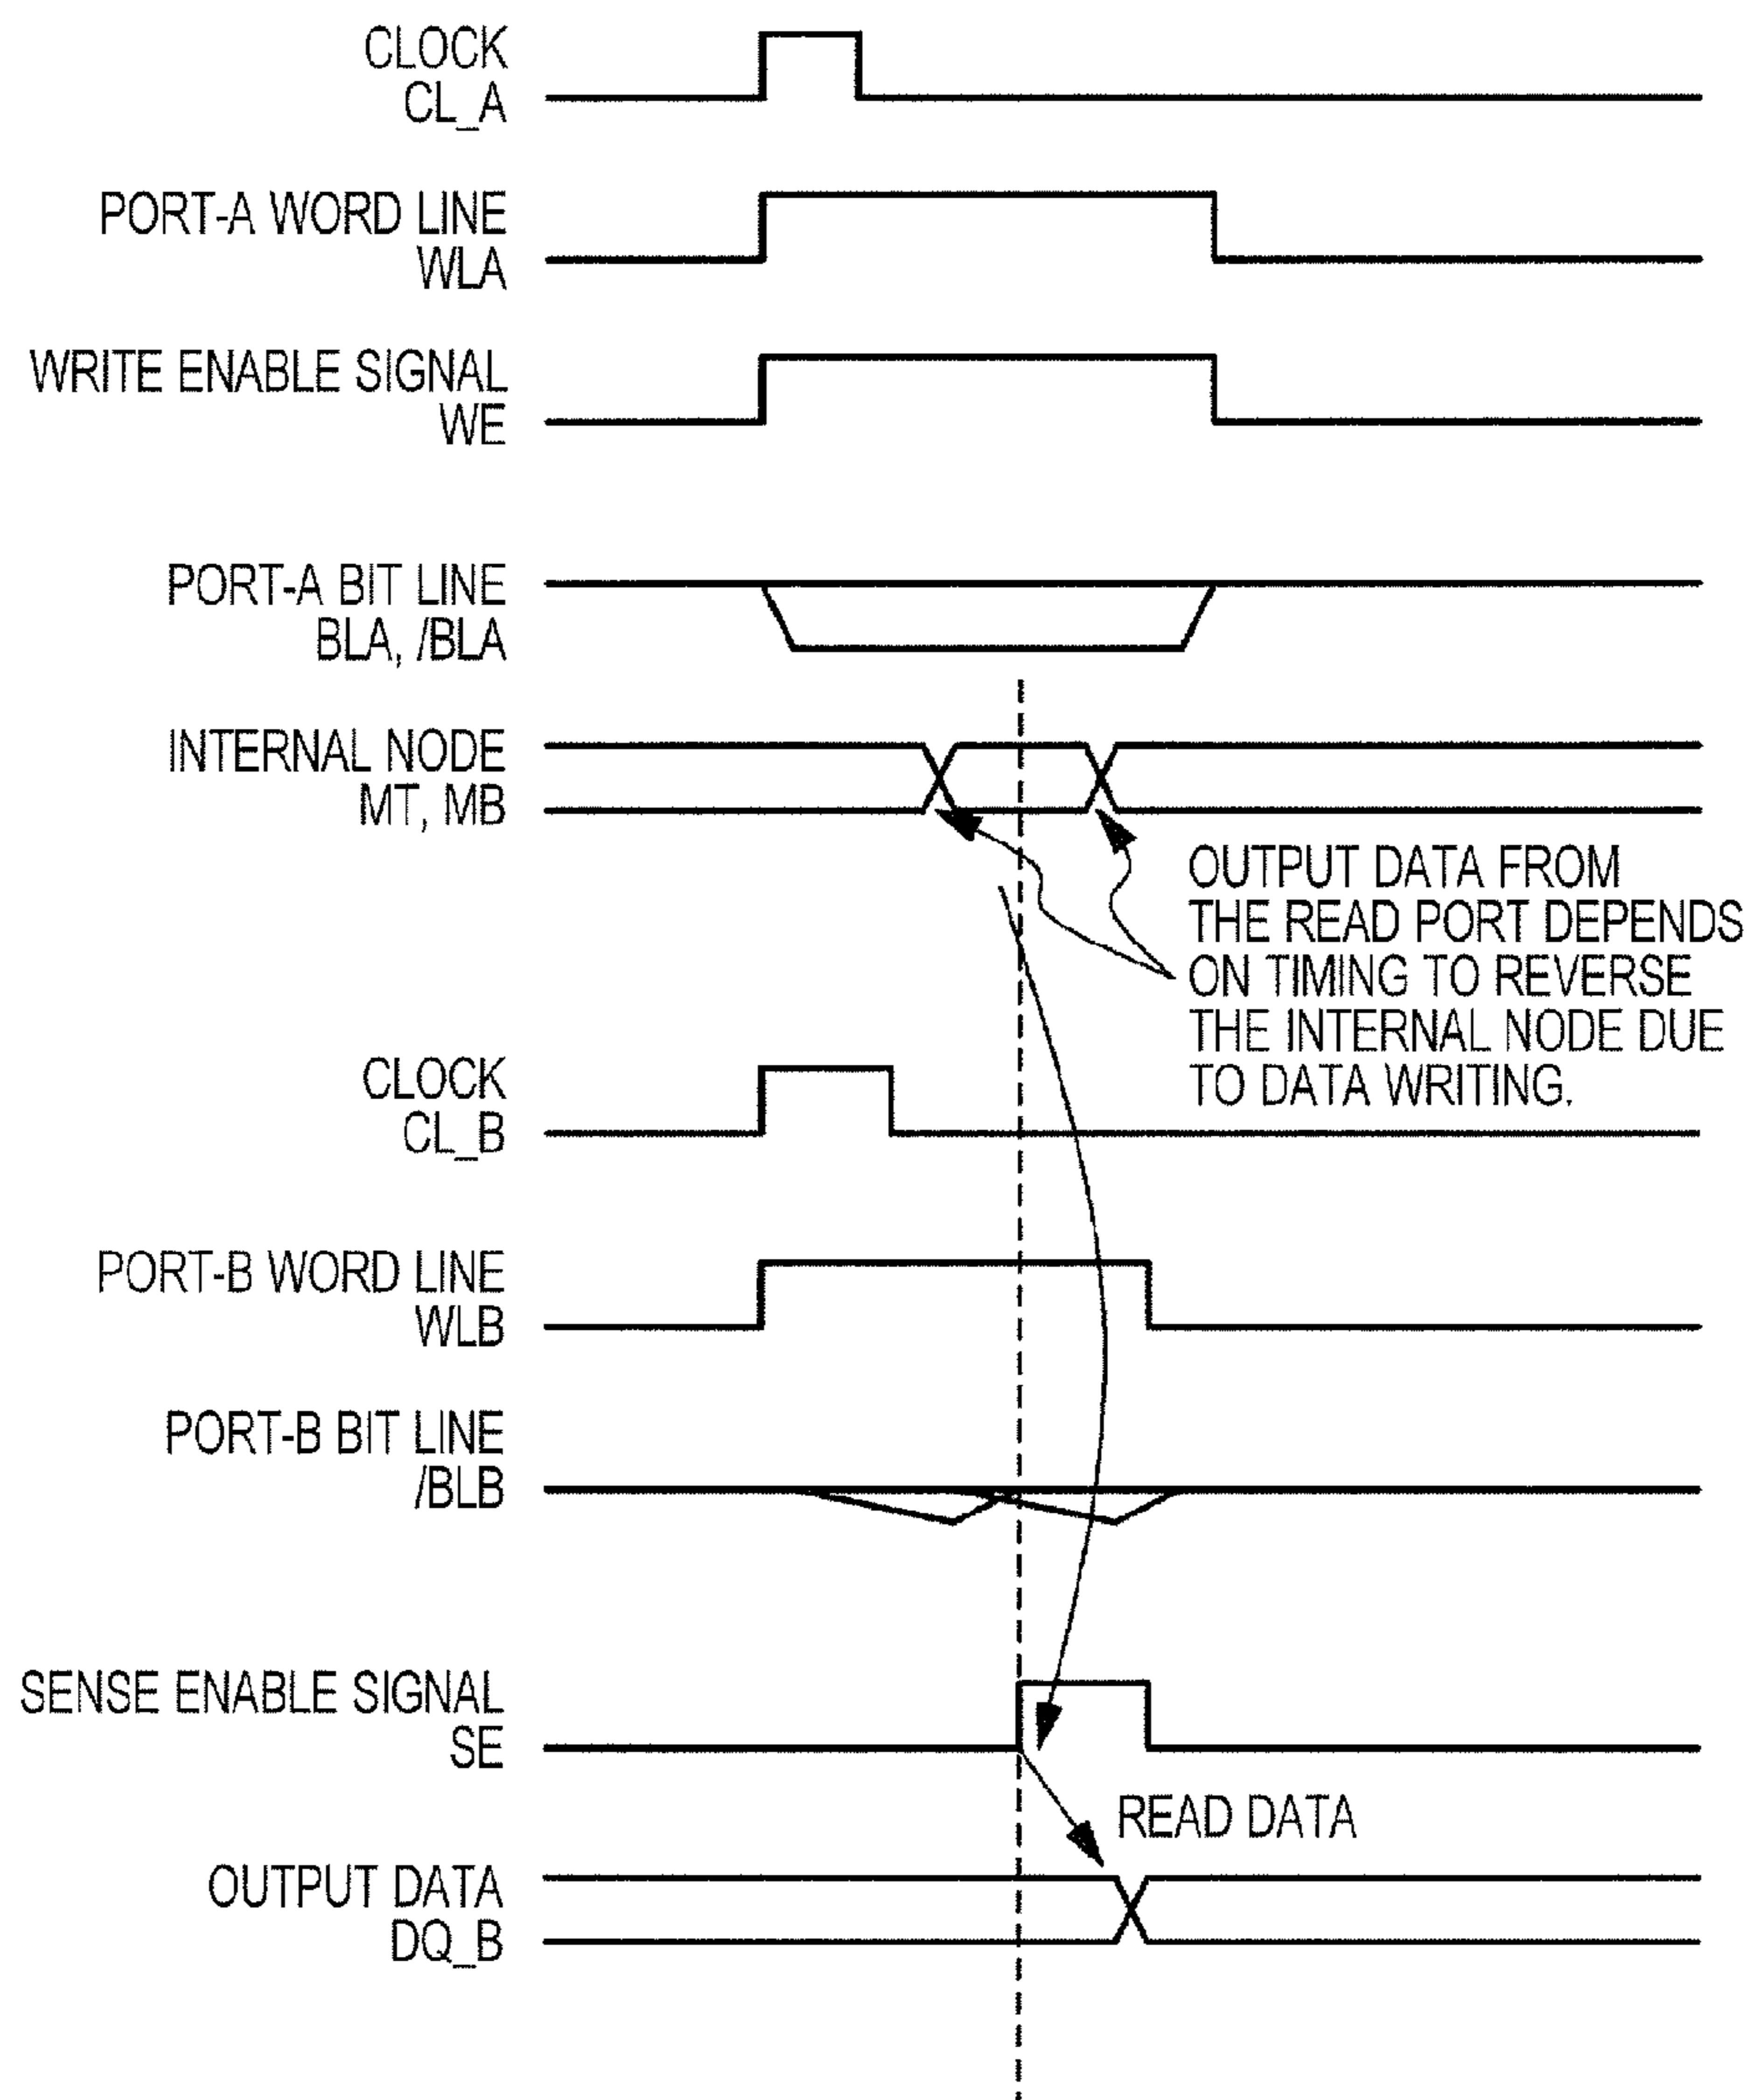 CLOCK
CL_A
PORT-A WORD LINE
WLA
WRITE ENABLE SIGNAL
WE
PORT-A BIT LINE
BLA, /BLA
INTERNAL NODE
MT, MB
OUTPUT DATA FROM
THE READ PORT DEPENDS
ON TIMING TO REVERSE
THE INTERNAL NODE DUE
TO DATA WRITING.
CLOCK
CL_B
PORT-B WORD LINE
WLB
PORT-B BIT LINE
/BLB
SENSE ENABLE SIGNAL
SE
READ DATA
OUTPUT DATA
DQ_B